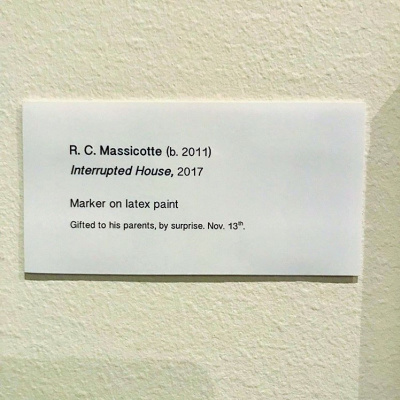 R. C. Massicotte (b. 2011)
Interrupted House, 2017
Marker on latex paint
Gifted to his parents, by surprise. Nov. 13th.